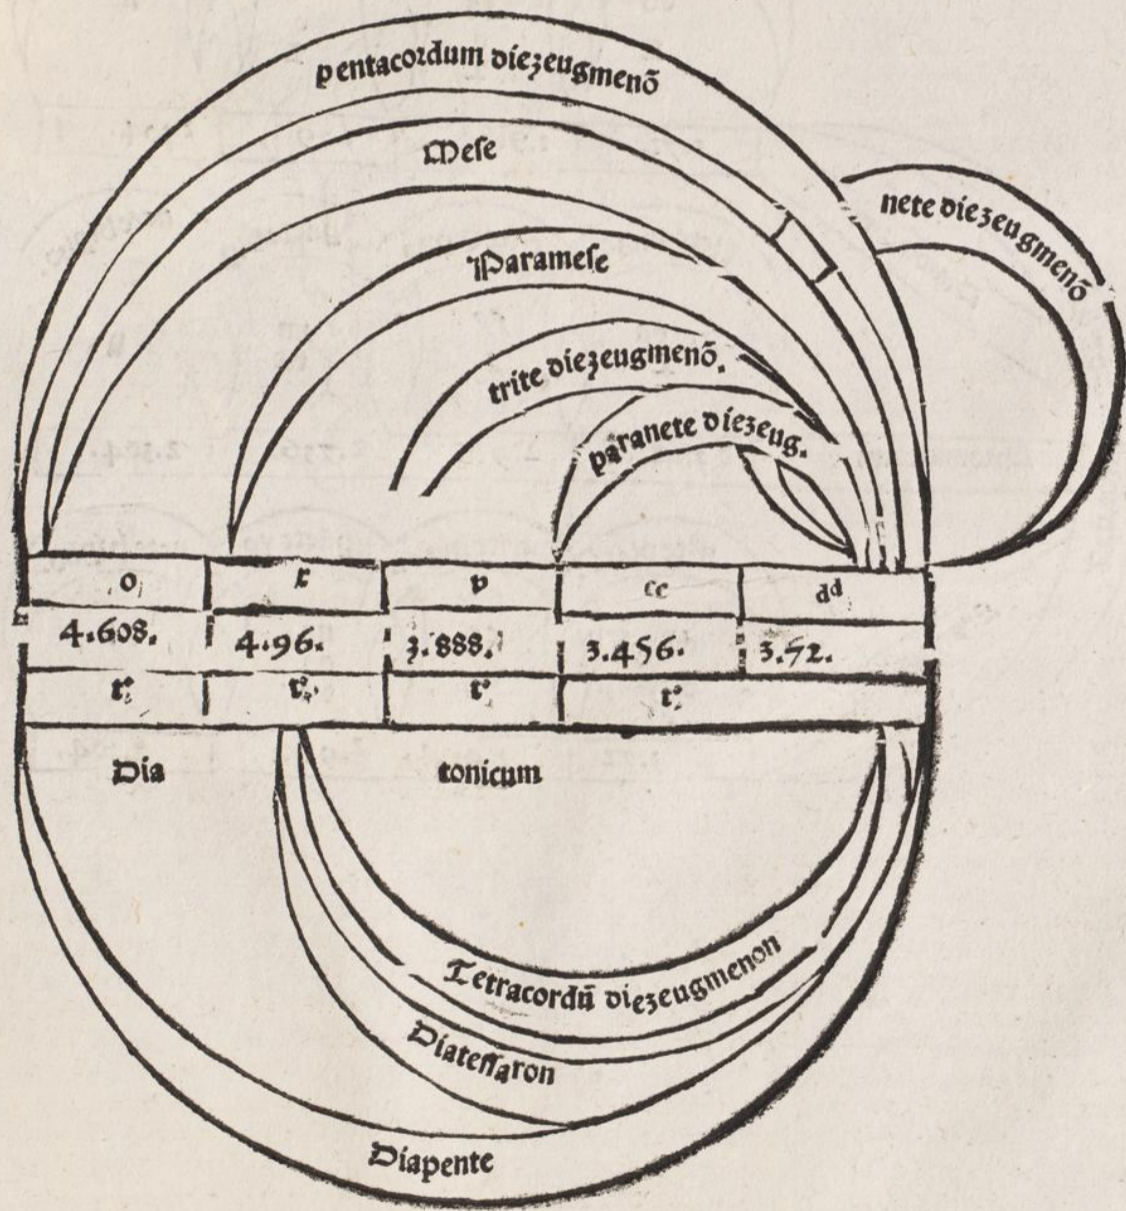 pentacordum diezeugmenō
Mese
nete diezeugmenō
Paramese
trite diezeugmenō.
paranete diezeug.
o v cc dd
4.608. 4.96. 3.888. 3.456. 3.72.
t° t° t° t°
Dia tonicum
Tetracordū diezeugmenon
Diatessaron
Diapente